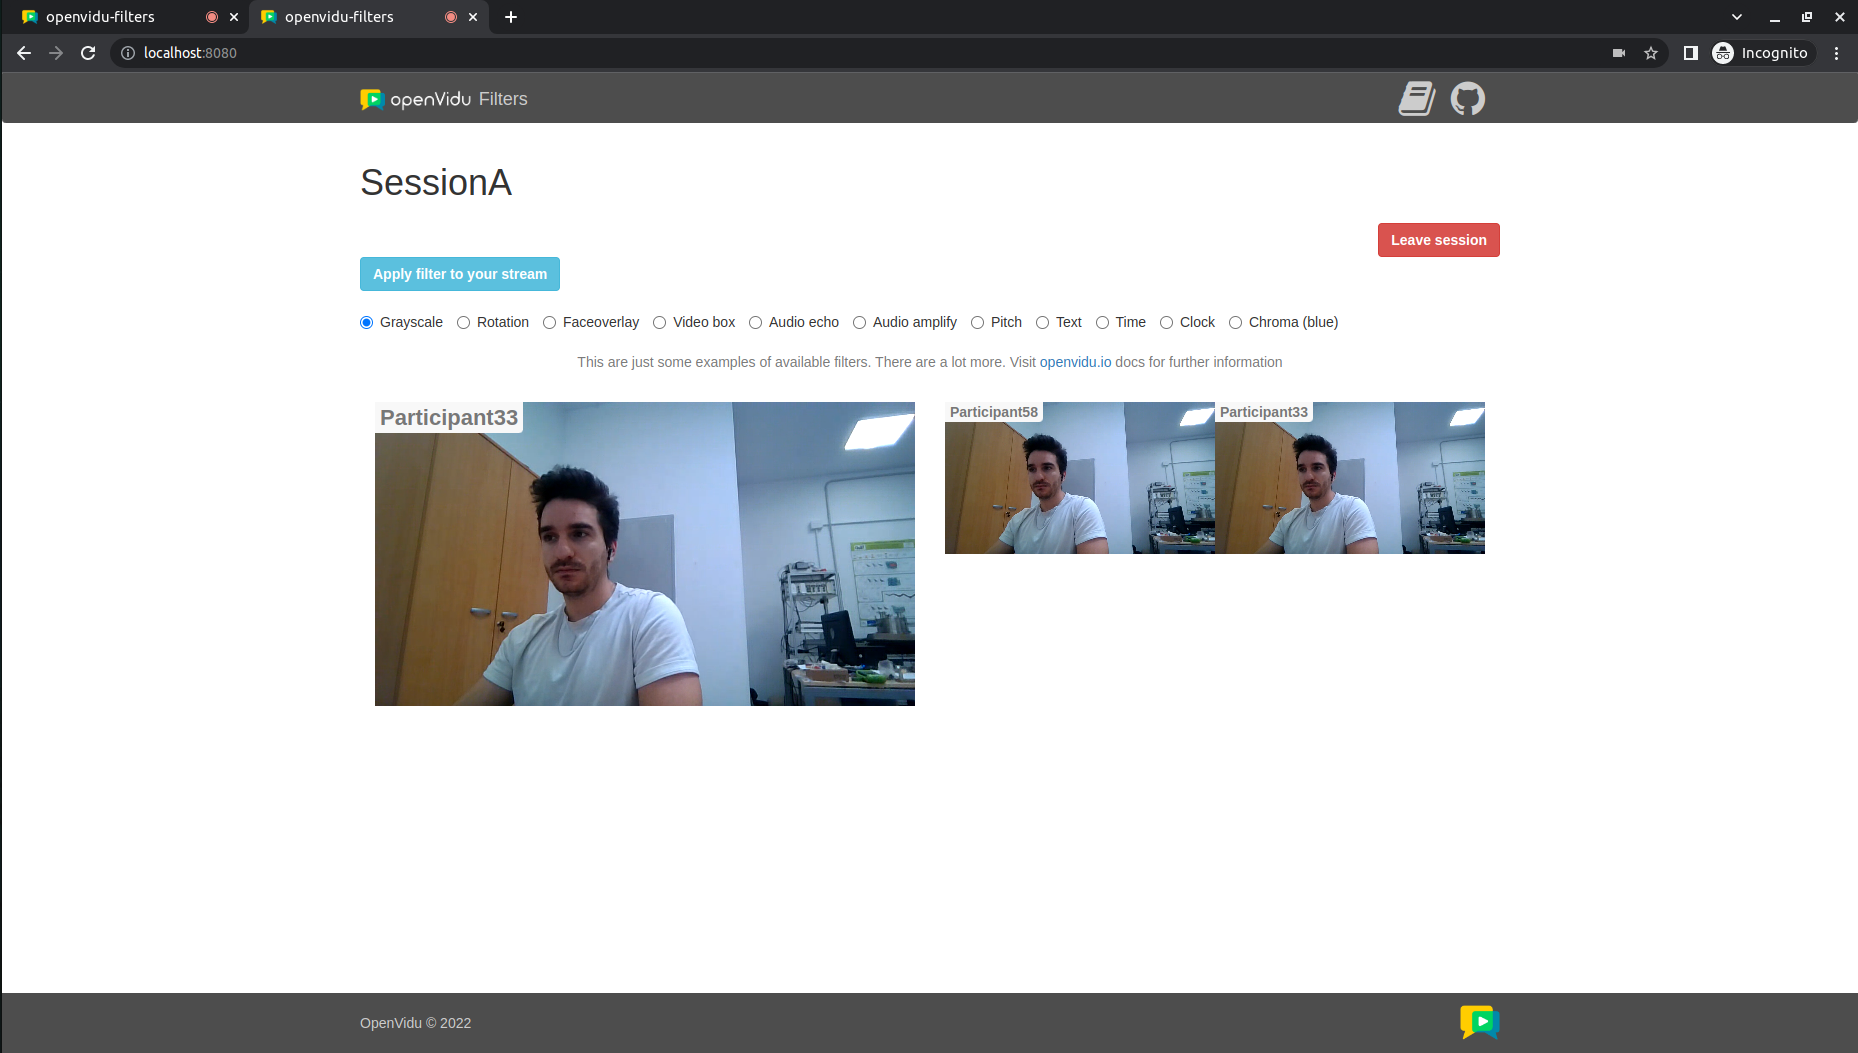 openvidu-filters
openvidu-filters
localhost:8080
Incognito
openVidu Filters
SessionA
Leave session
Apply filter to your stream
Grayscale Rotation Faceoverlay Video box Audio echo Audio amplify Pitch Text Time Clock Chroma (blue)
This are just some examples of available filters. There are a lot more. Visit openvidu.io docs for further information
Participant33
Participant58
Participant33
OpenVidu © 2022